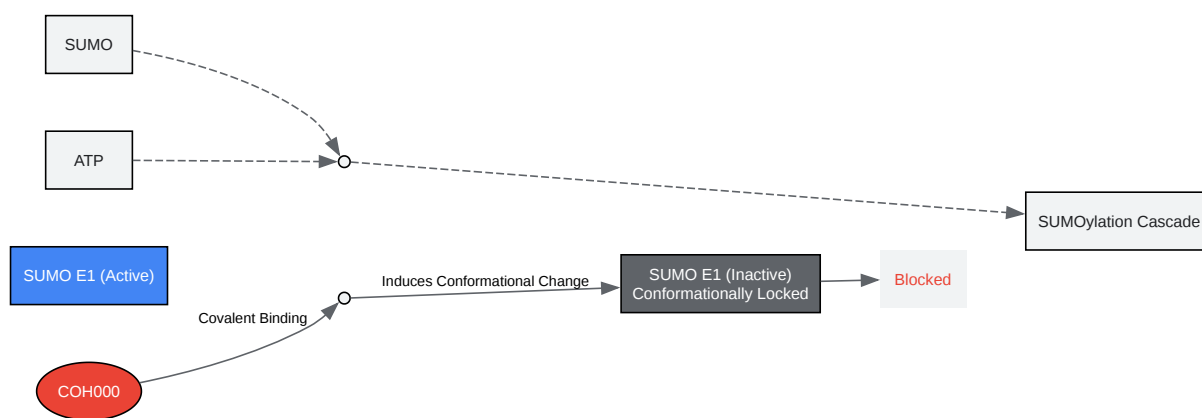 SUMO
ATP
SUMOylation Cascade
SUMO E1 (Active)
Induces Conformational Change
SUMO E1 (Inactive)
Conformationally Locked
Blocked
Covalent Binding
COH000